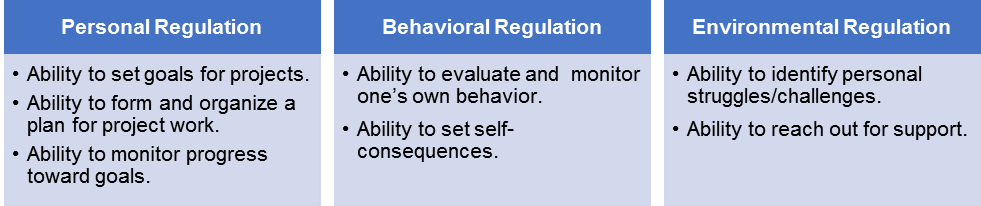 Personal Regulation
• Ability to set goals for projects.
• Ability to form and organize a
plan for project work.
• Ability to monitor progress
toward goals.
Behavioral Regulation
• Ability to evaluate and  monitor
one’s own behavior.
• Ability to set self-
consequences.
Environmental Regulation
• Ability to identify personal
struggles/challenges.
• Ability to reach out for support.